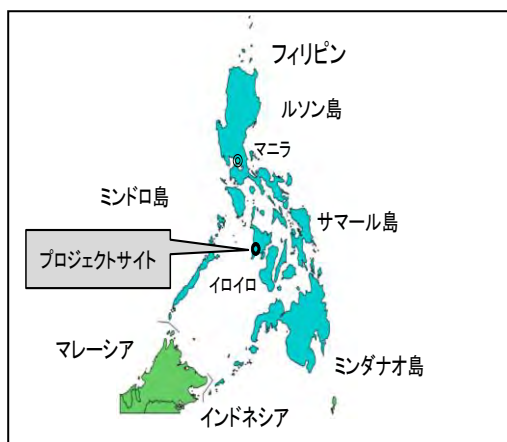 フィリピン
ルソン島
マニラ
ミンドロ島
サマール島
プロジェクトサイト
イロイロ
マレーシア
ミンダナオ島
インドネシア